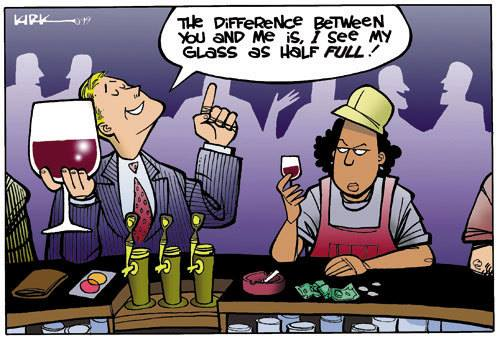 KIRK
THE DIFFERENCE BETWEEN
YOU AND ME IS, I SEE MY
GLASS AS HALF FULL!